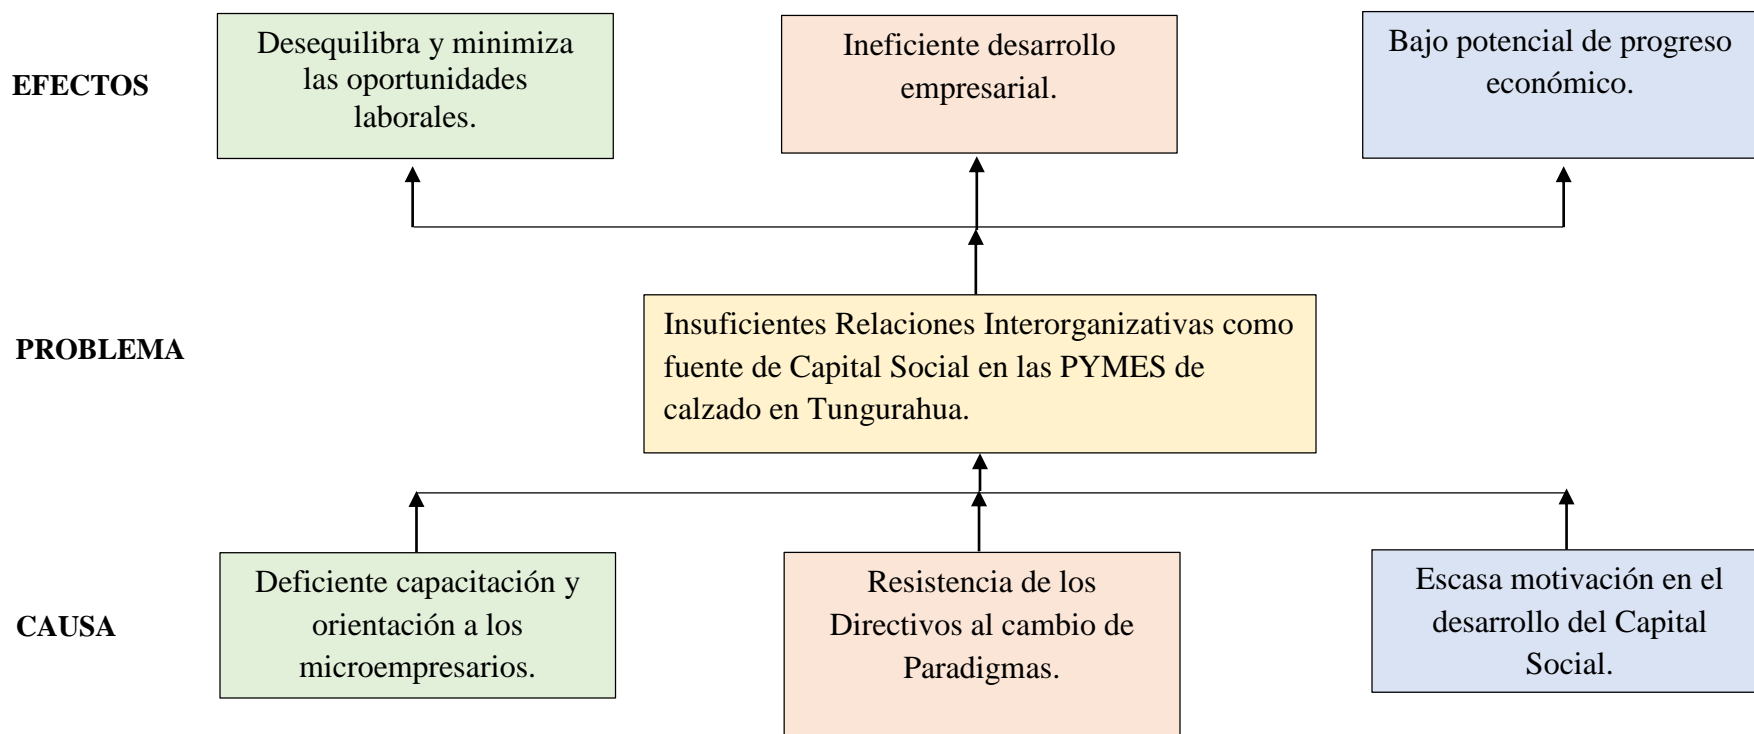 EFECTOS
Desequilibra y minimiza
las oportunidades
laborales.
Ineficiente desarrollo
empresarial.
Bajo potencial de progreso
económico.
PROBLEMA
Insuficientes Relaciones Interorganizativas como
fuente de Capital Social en las PYMES de
calzado en Tungurahua.
CAUSA
Deficiente capacitación y
orientación a los
microempresarios.
Resistencia de los
Directivos al cambio de
Paradigmas.
Escasa motivación en el
desarrollo del Capital
Social.